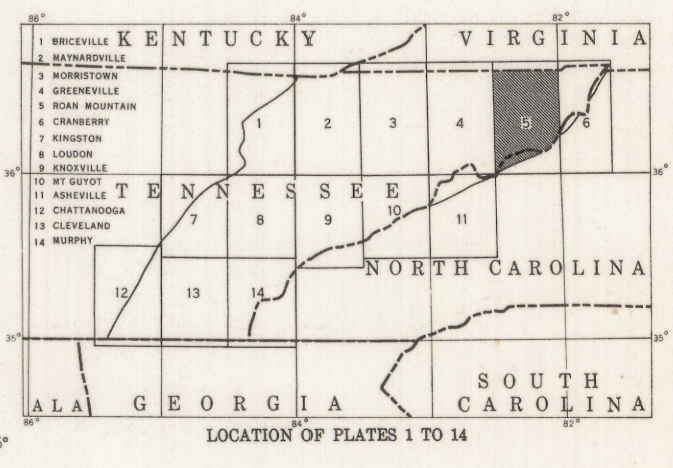 86° 84° 82°
KENTUCKY VIRGINIA
1 BRICEVILLE
2 MAYNARDVILLE
3 MORRISTOWN
4 GREENEVILLE
5 ROAN MOUNTAIN
6 CRANBERRY
7 KINGSTON
8 LOUDON
9 KNOXVILLE
10 MT GUYOT
11 ASHEVILLE
12 CHATTANOOGA
13 CLEVELAND
14 MURPHY
1 2 3 4 5 6
36° 36°
TENNESSEE
7 8 9 10 11
NORTH CAROLINA
12 13 14
35° 35°
SOUTH
ALA GEORGIA CAROLINA
86° 84° 82°
LOCATION OF PLATES 1 TO 14